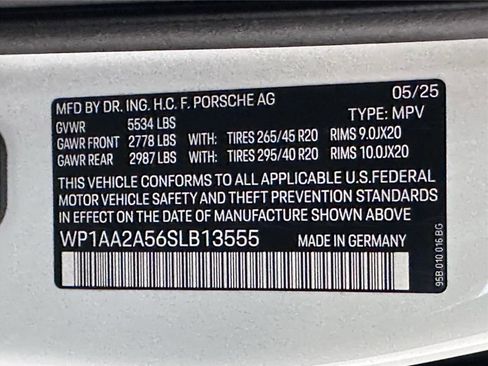 05/25
MFD BY DR. ING. H.C. F. PORSCHE AG
GVWR 5534 LBS TYPE: MPV
GAWR FRONT 2778 LBS WITH: TIRES 265/45 R20 RIMS 9.0JX20
GAWR REAR 2987 LBS WITH: TIRES 295/40 R20 RIMS 10.0JX20
THIS VEHICLE CONFORMS TO ALL APPLICABLE U.S.FEDERAL
MOTOR VEHICLE SAFETY AND THEFT PREVENTION STANDARDS
IN EFFECT ON THE DATE OF MANUFACTURE SHOWN ABOVE
WP1AA2A56SLB13555 MADE IN GERMANY
95B.010.016 BG